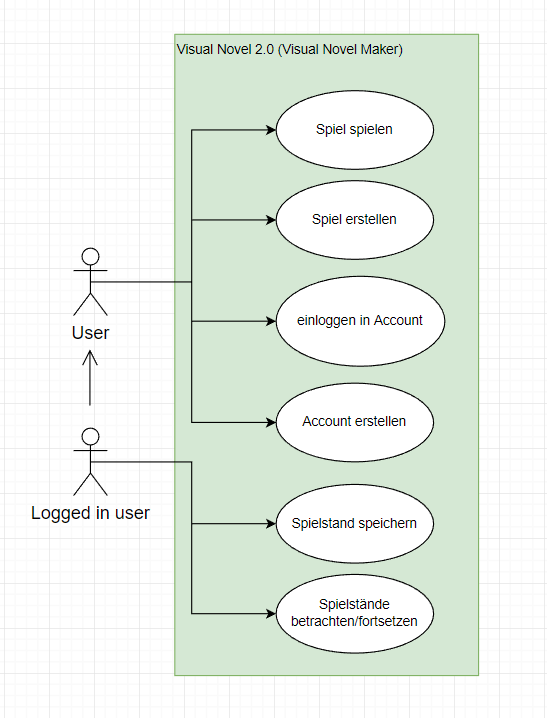 Visual Novel 2.0 (Visual Novel Maker)
Spiel spielen
Spiel erstellen
einloggen in Account
User
Account erstellen
Logged in user
Spielstand speichern
Spielstände
betrachten/fortsetzen